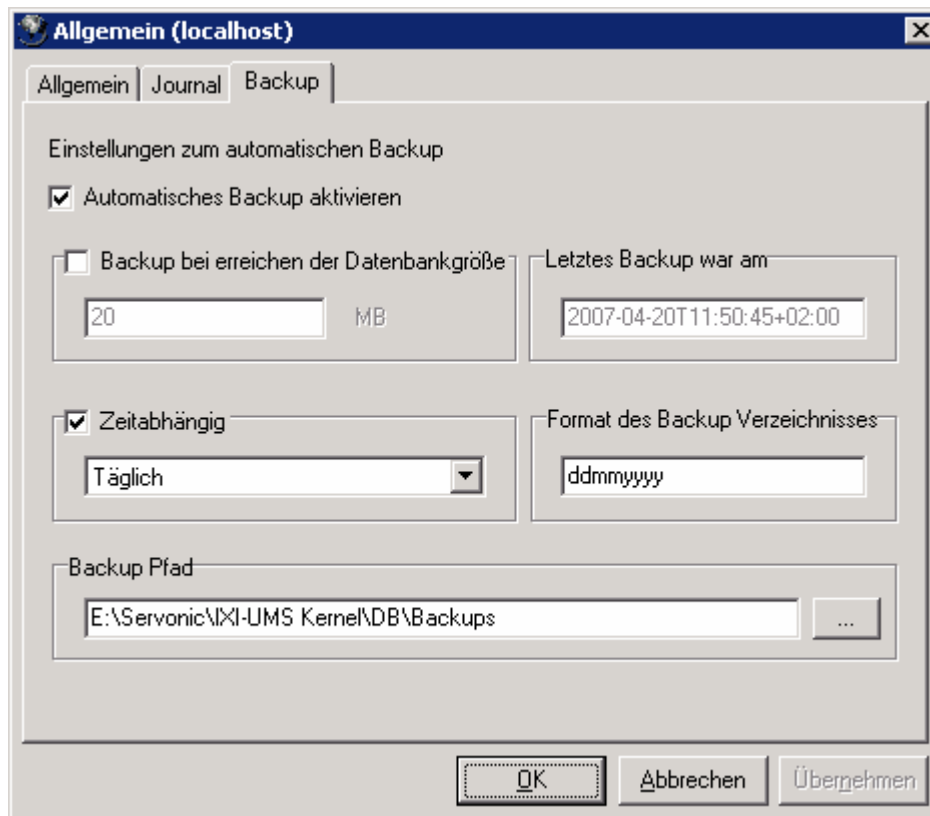 Allgemein (localhost)
Allgemein Journal Backup
Einstellungen zum automatischen Backup
Automatisches Backup aktivieren
Backup bei erreichen der Datenbankgröße
20 MB
Letztes Backup war am
2007-04-20T11:50:45+02:00
Zeitabhängig
Täglich
Format des Backup Verzeichnisses
ddmmyyyy
Backup Pfad
E:\Servonic\IXI-UMS Kernel\DB\Backups
...
OK Abbrechen Übernehmen